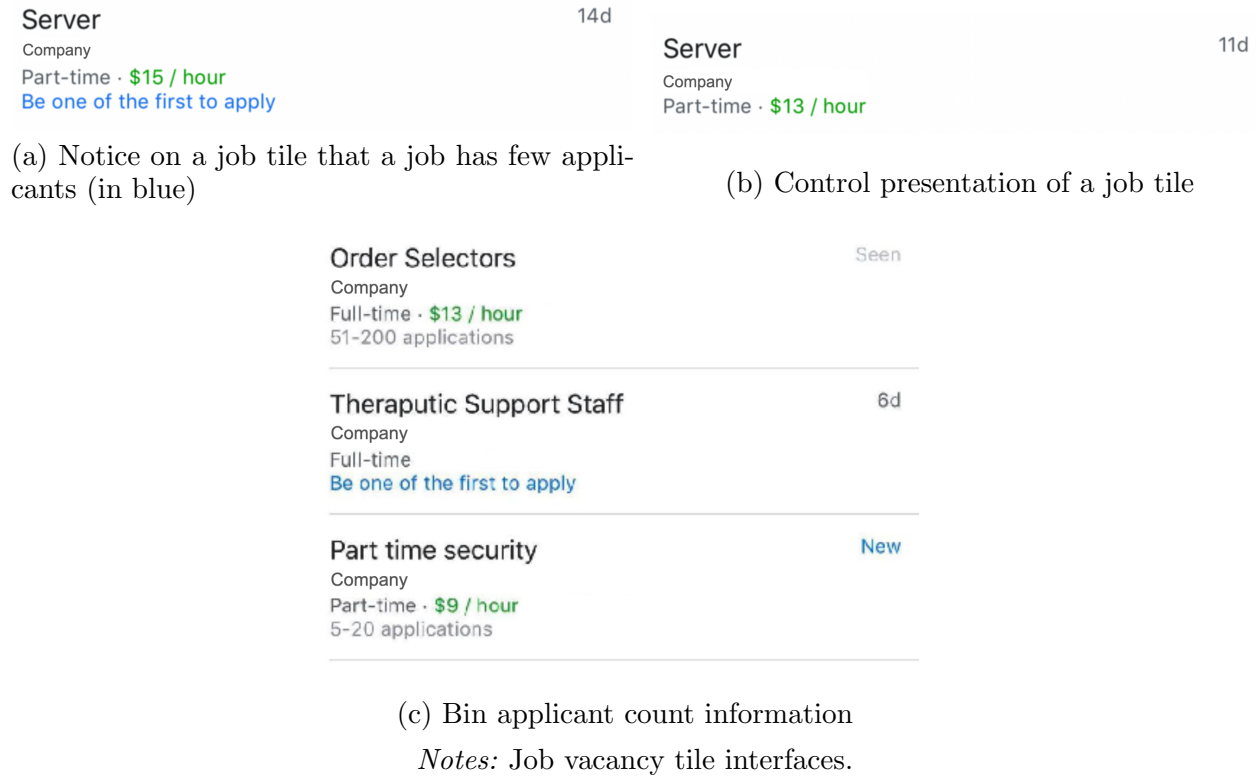 Server 14d
Company
Part-time · $15 / hour
Be one of the first to apply
(a) Notice on a job tile that a job has few appli-
cants (in blue)
Server 11d
Company
Part-time · $13 / hour
(b) Control presentation of a job tile
Order Selectors Seen
Company
Full-time · $13 / hour
51-200 applications
Theraputic Support Staff 6d
Company
Full-time
Be one of the first to apply
Part time security New
Company
Part-time · $9 / hour
5-20 applications
(c) Bin applicant count information
Notes: Job vacancy tile interfaces.